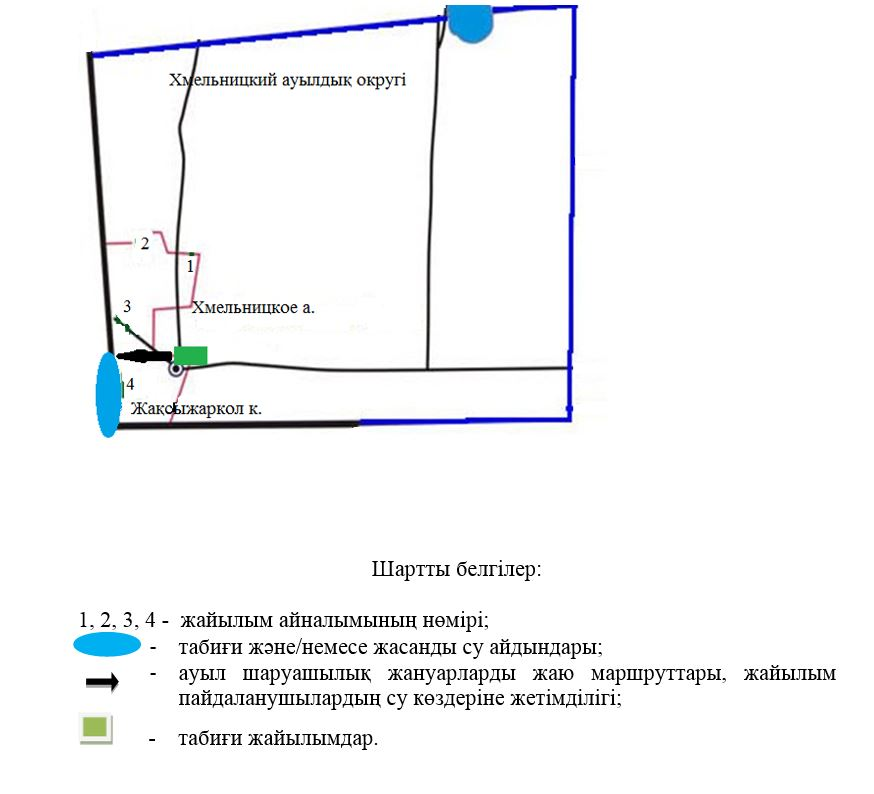 Хмельницкий ауылдық округі
2
1
3
Хмельницкое а.
4
Жақсыжаркол к.
Шартты белгілер:
1, 2, 3, 4 - жайылым айналымының нөмірі;
- табиғи және/немесе жасанды су айдындары;
- ауыл шаруашылық жануарларды жаю маршруттары, жайылым
пайдаланушылардың су көздеріне жетімділігі;
- табиғи жайылымдар.